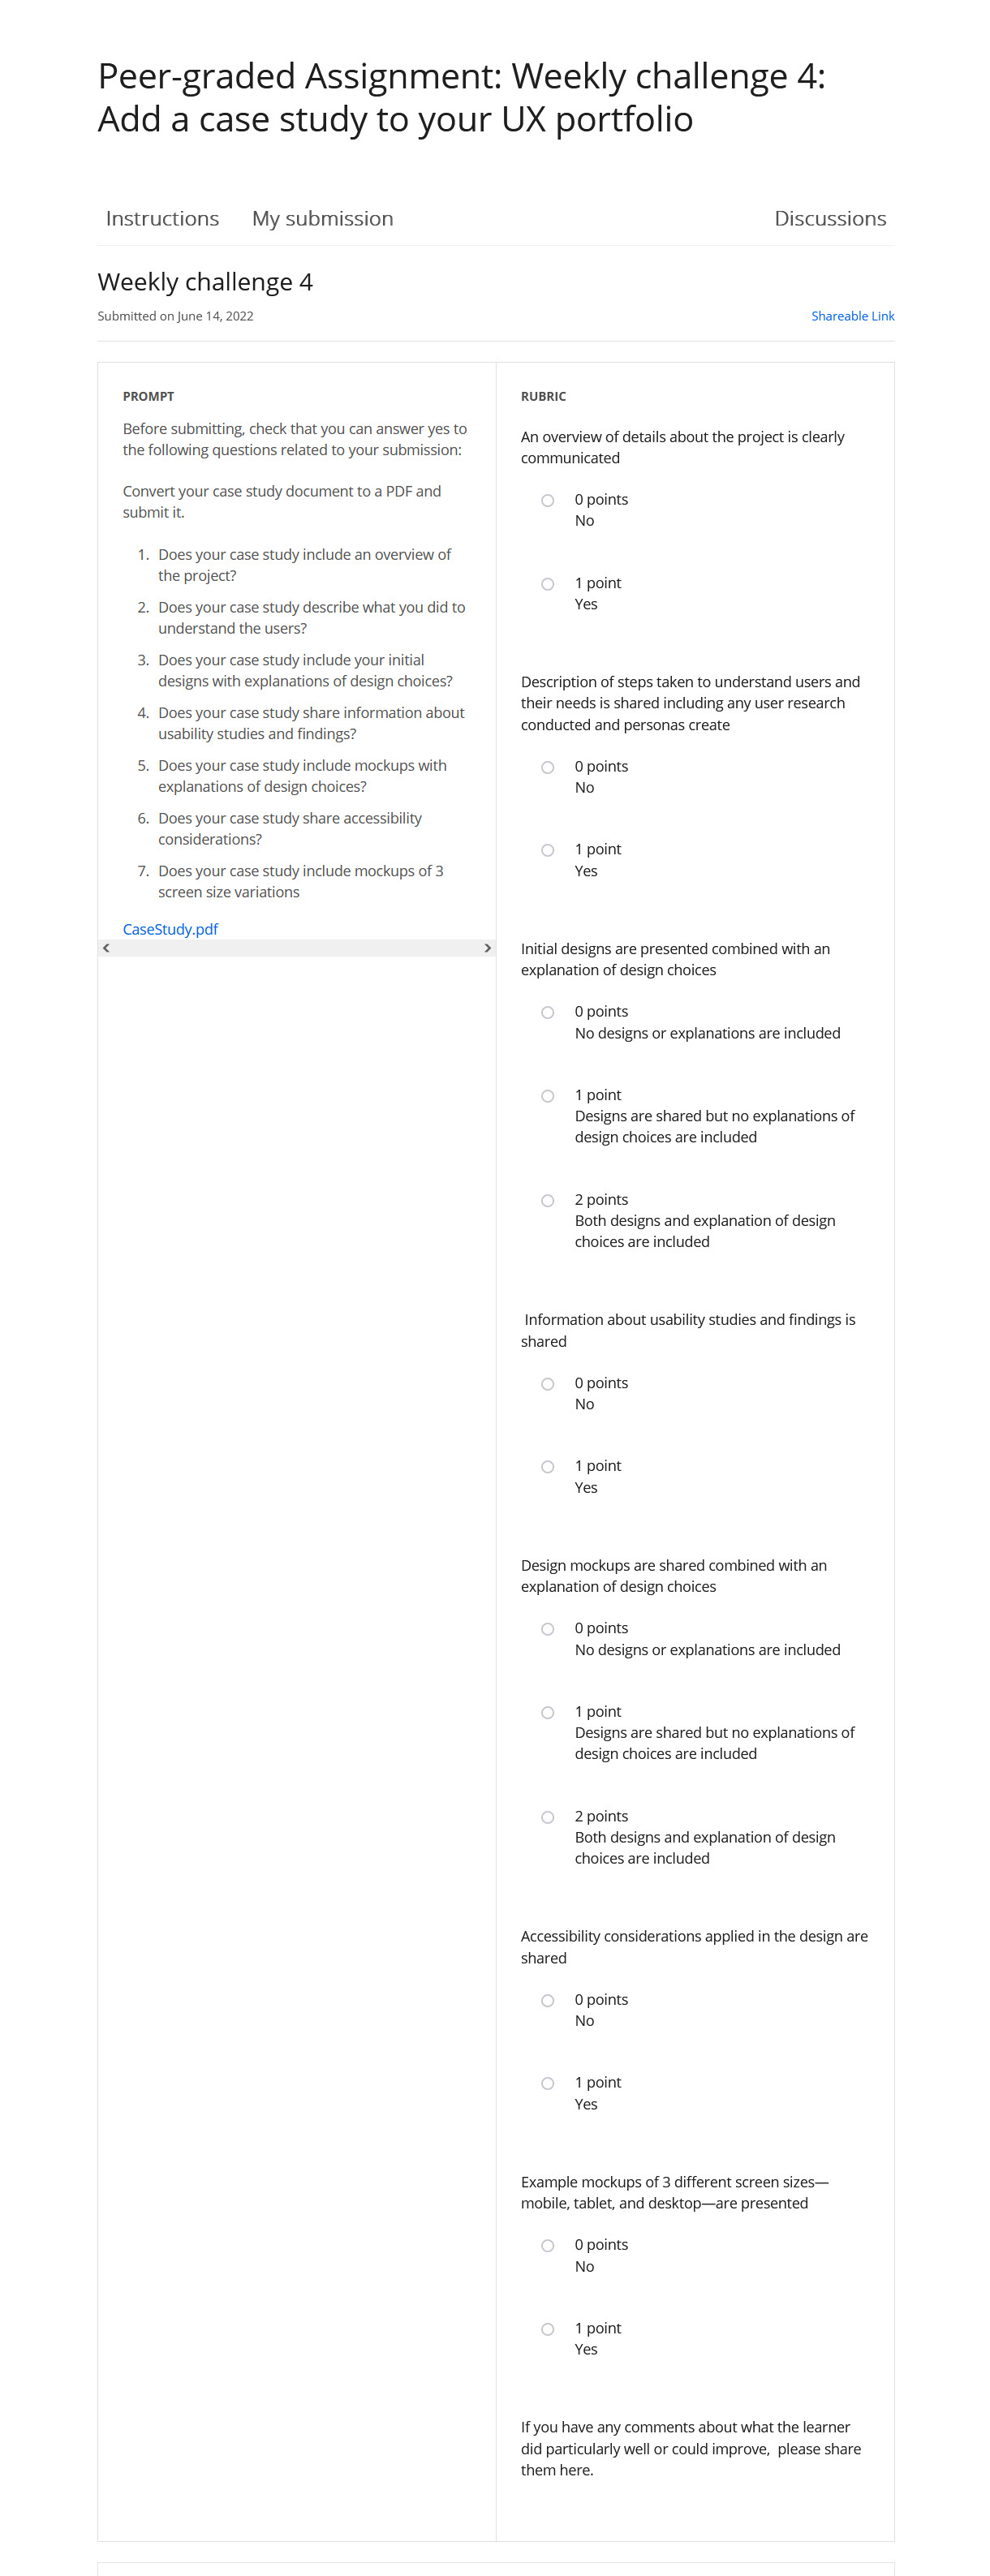 Peer-graded Assignment: Weekly challenge 4:
Add a case study to your UX portfolio
Instructions
My submission
Discussions
Weekly challenge 4
Submitted on June 14, 2022
Shareable Link
PROMPT
Before submitting, check that you can answer yes to
the following questions related to your submission:
Convert your case study document to a PDF and
submit it.
1. Does your case study include an overview of
the project?
2. Does your case study describe what you did to
understand the users?
3. Does your case study include your initial
designs with explanations of design choices?
4. Does your case study share information about
usability studies and findings?
5. Does your case study include mockups with
explanations of design choices?
6. Does your case study share accessibility
considerations?
7. Does your case study include mockups of 3
screen size variations
CaseStudy.pdf
RUBRIC
An overview of details about the project is clearly
communicated
0 points
No
1 point
Yes
Description of steps taken to understand users and
their needs is shared including any user research
conducted and personas create
0 points
No
1 point
Yes
Initial designs are presented combined with an
explanation of design choices
0 points
No designs or explanations are included
1 point
Designs are shared but no explanations of
design choices are included
2 points
Both designs and explanation of design
choices are included
Information about usability studies and findings is
shared
0 points
No
1 point
Yes
Design mockups are shared combined with an
explanation of design choices
0 points
No designs or explanations are included
1 point
Designs are shared but no explanations of
design choices are included
2 points
Both designs and explanation of design
choices are included
Accessibility considerations applied in the design are
shared
0 points
No
1 point
Yes
Example mockups of 3 different screen sizes—
mobile, tablet, and desktop—are presented
0 points
No
1 point
Yes
If you have any comments about what the learner
did particularly well or could improve,  please share
them here.